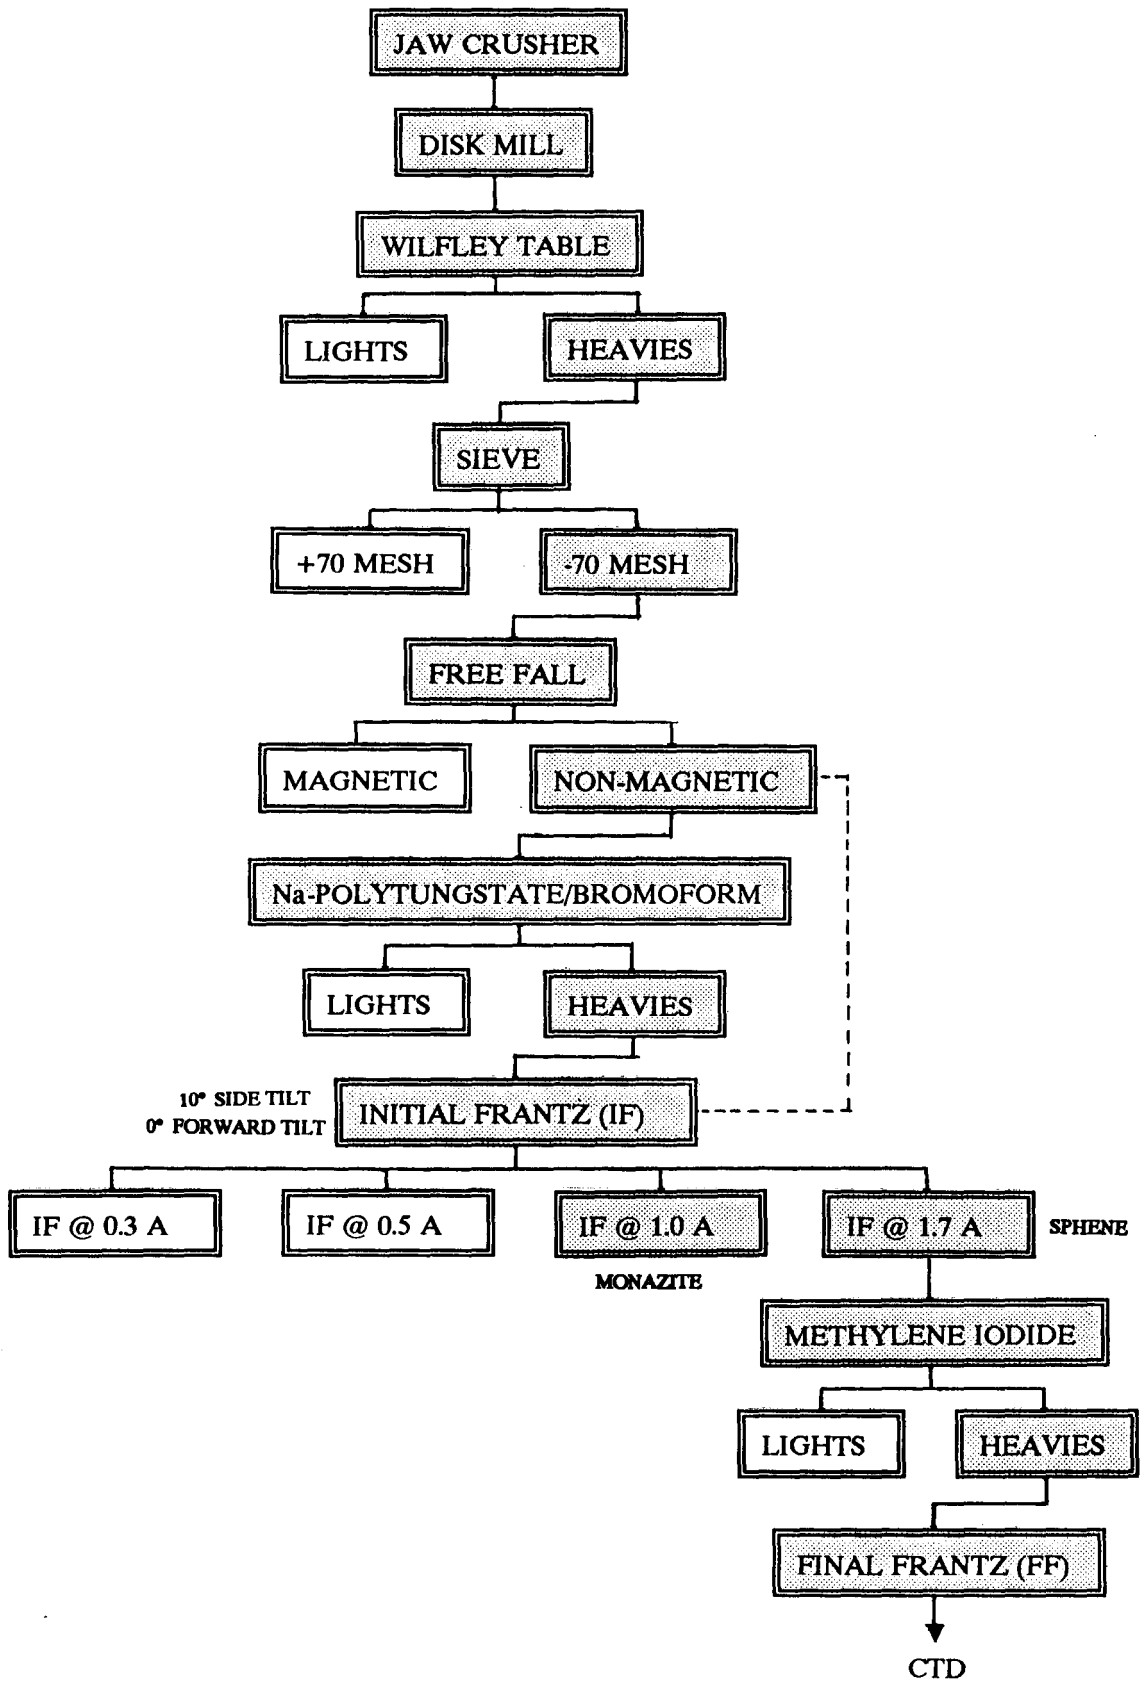 JAW CRUSHER
DISK MILL
WILFLEY TABLE
LIGHTS
HEAVIES
SIEVE
+70 MESH
-70 MESH
FREE FALL
MAGNETIC
NON-MAGNETIC
Na-POLYTUNGSTATE/BROMOFORM
LIGHTS
HEAVIES
10° SIDE TILT
0° FORWARD TILT
INITIAL FRANTZ (IF)
IF @ 0.3 A
IF @ 0.5 A
IF @ 1.0 A
IF @ 1.7 A
SPHENE
MONAZITE
METHYLENE IODIDE
LIGHTS
HEAVIES
FINAL FRANTZ (FF)
CTD